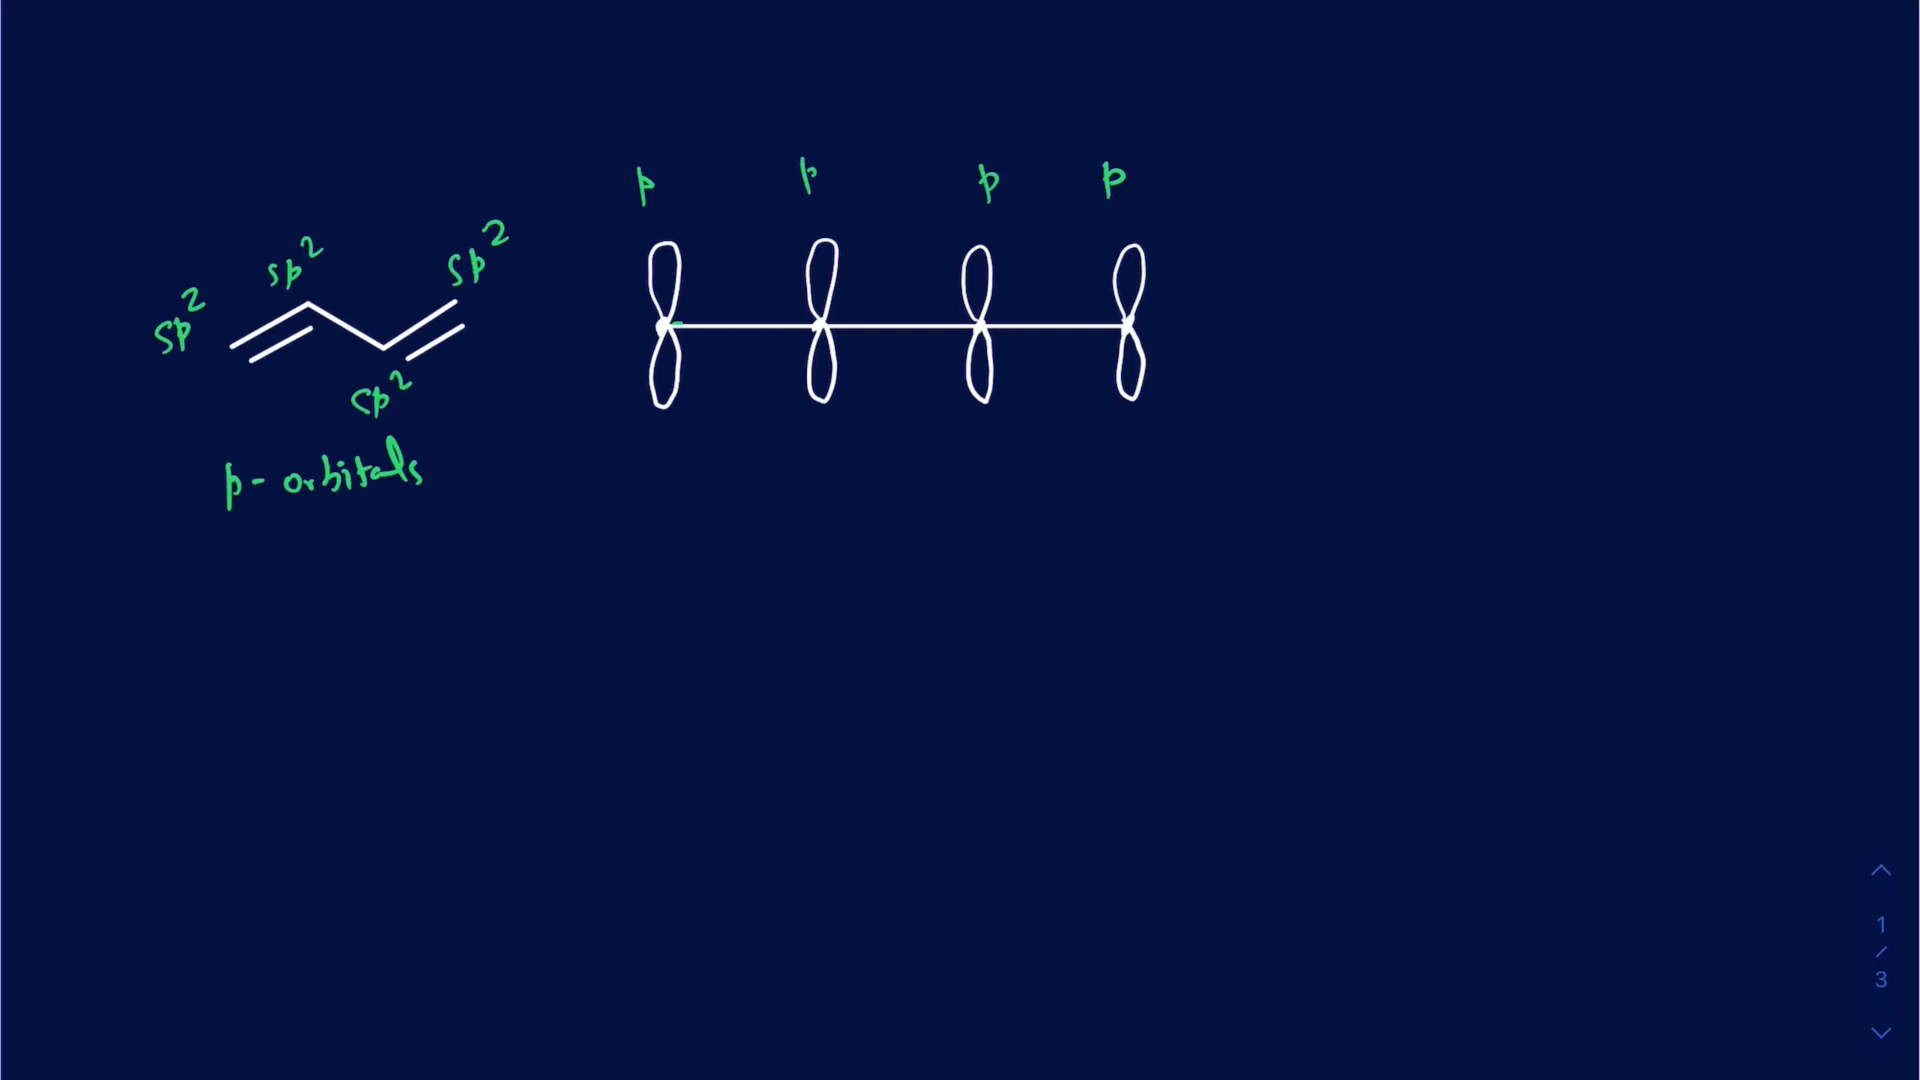 p p p p
sp² sp² sp²
sp²
p - orbitals
1
/
3